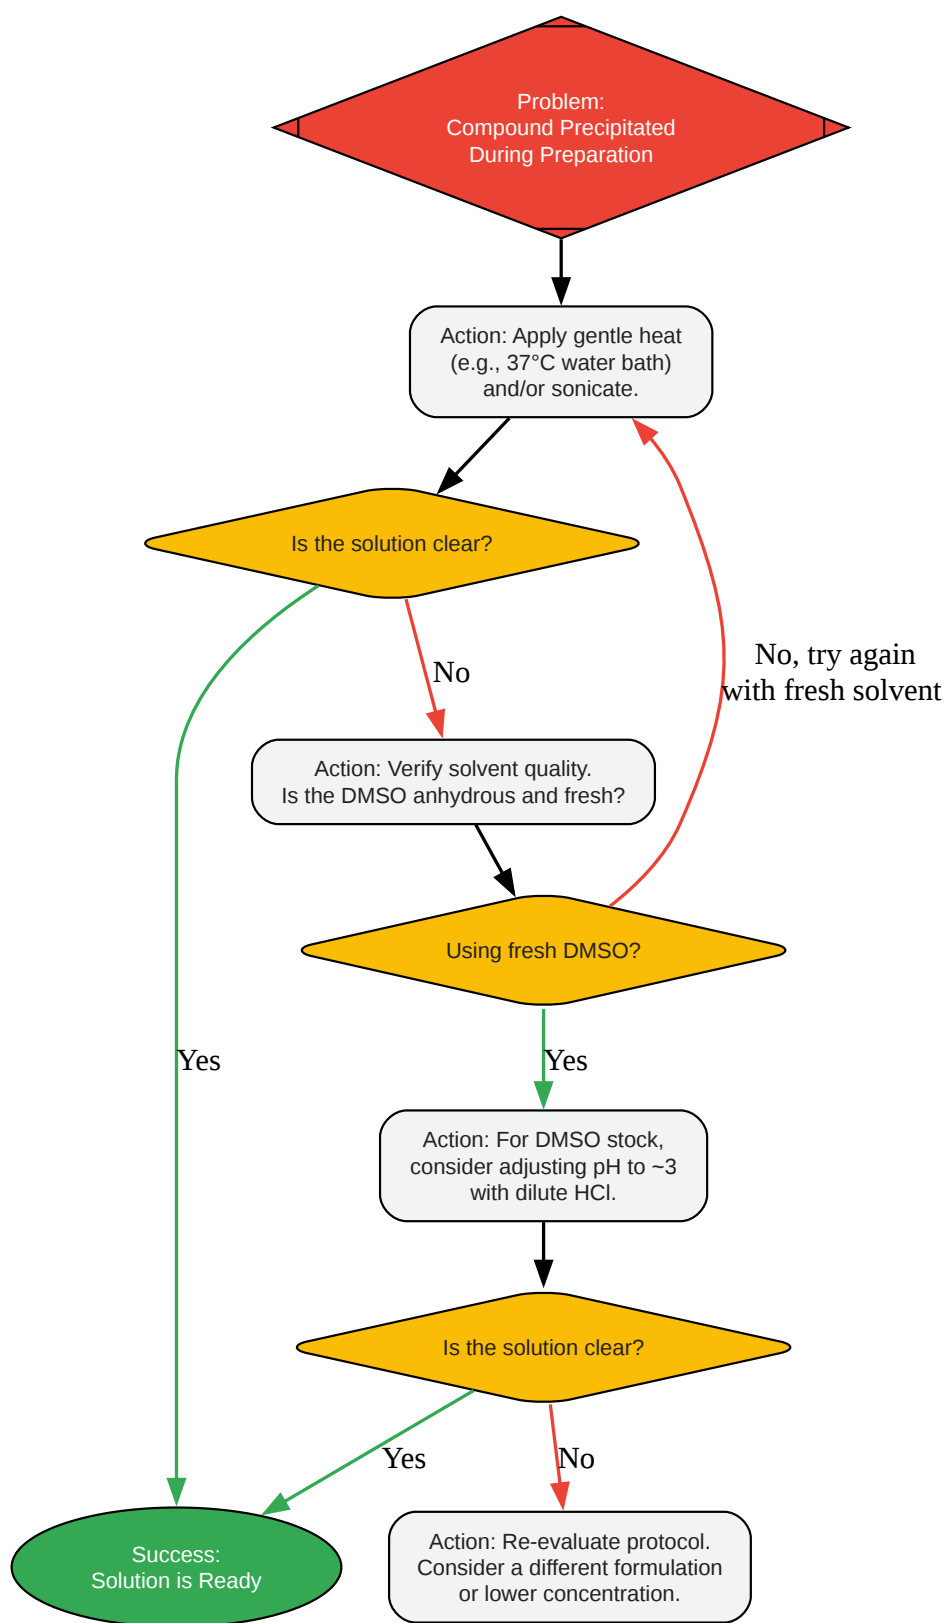 Problem:
Compound Precipitated
During Preparation
Action: Apply gentle heat
(e.g., 37°C water bath)
and/or sonicate.
Is the solution clear?
No
No, try again
with fresh solvent
Action: Verify solvent quality.
Is the DMSO anhydrous and fresh?
Using fresh DMSO?
Yes
Yes
Action: For DMSO stock,
consider adjusting pH to ~3
with dilute HCl.
Is the solution clear?
Yes
No
Success:
Solution is Ready
Action: Re-evaluate protocol.
Consider a different formulation
or lower concentration.